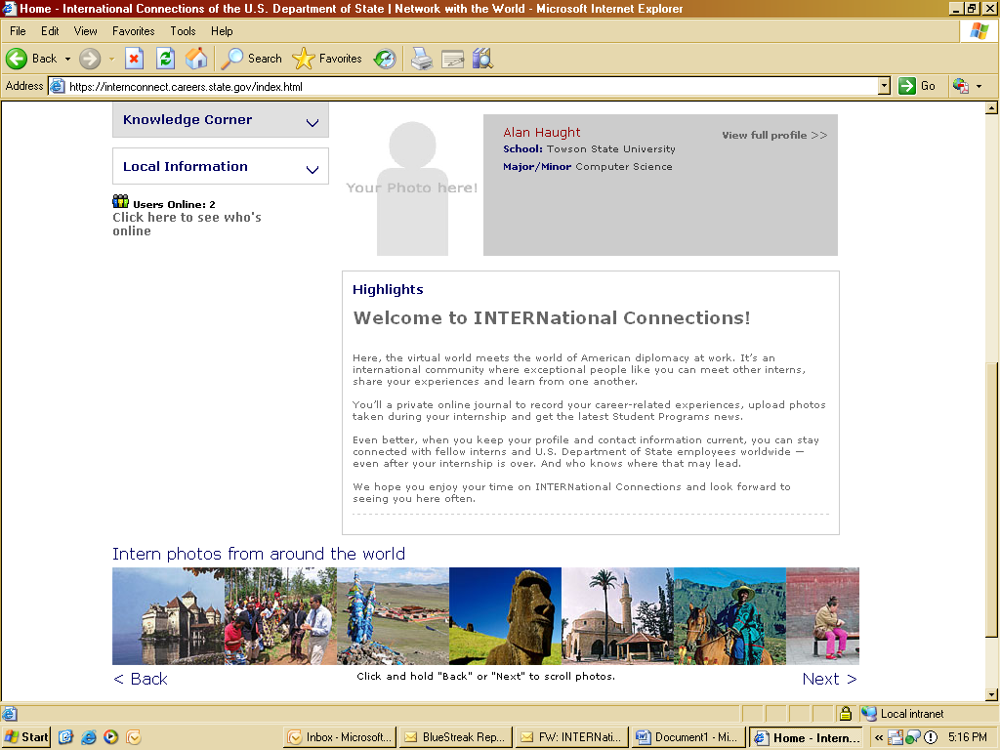 Home - International Connections of the U.S. Department of State | Network with the World - Microsoft Internet Explorer
File Edit View Favorites Tools Help
Back Search Favorites
Address https://internconnect.careers.state.gov/index.html Go
Knowledge Corner
Local Information
Users Online: 2
Click here to see who's
online
Your Photo here!
Alan Haught
View full profile >>
School: Towson State University
Major/Minor Computer Science
Highlights
Welcome to INTERNational Connections!
Here, the virtual world meets the world of American diplomacy at work. It's an
international community where exceptional people like you can meet other interns,
share your experiences and learn from one another.
You'll a private online journal to record your career-related experiences, upload photos
taken during your internship and get the latest Student Programs news.
Even better, when you keep your profile and contact information current, you can stay
connected with fellow interns and U.S. Department of State employees worldwide —
even after your internship is over. And who knows where that may lead.
We hope you enjoy your time on INTERNational Connections and look forward to
seeing you here often.
Intern photos from around the world
< Back Click and hold "Back" or "Next" to scroll photos. Next >
Local intranet
Start Inbox - Microsoft... BlueStreak Rep... FW: INTERNati... Document1 - Mi... Home - Intern... « 5:16 PM